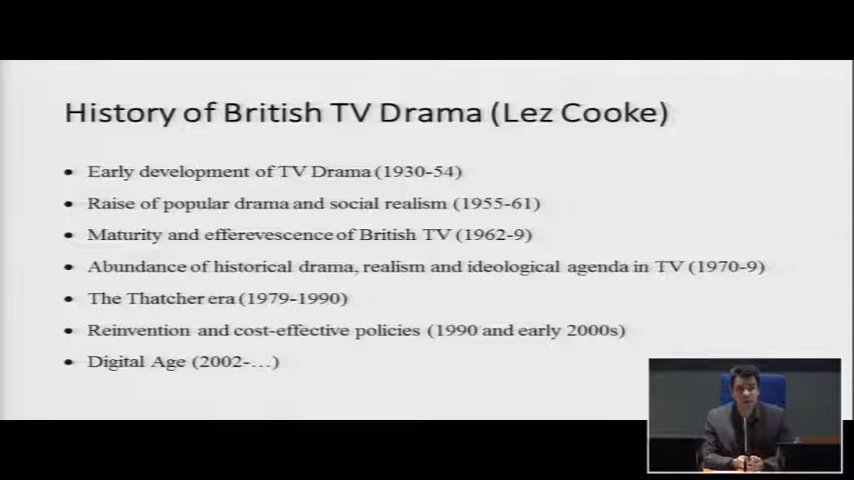 History of British TV Drama (Lez Cooke)
• Early development of TV Drama (1930-54)
• Raise of popular drama and social realism (1955-61)
• Maturity and efferevescence of British TV (1962-9)
• Abundance of historical drama, realism and ideological agenda in TV (1970-9)
• The Thatcher era (1979-1990)
• Reinvention and cost-effective policies (1990 and early 2000s)
• Digital Age (2002-…)